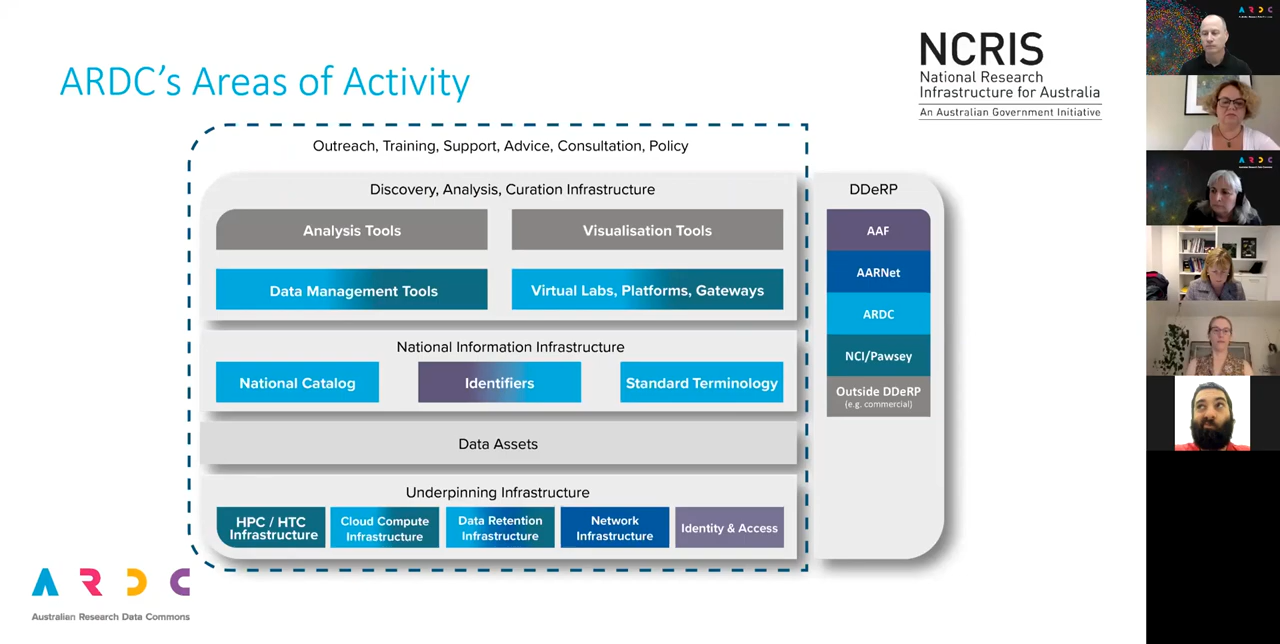 ARDC's Areas of Activity
NCRIS
National Research
Infrastructure for Australia
An Australian Government Initiative
Outreach, Training, Support, Advice, Consultation, Policy
Discovery, Analysis, Curation Infrastructure
Analysis Tools
Visualisation Tools
Data Management Tools
Virtual Labs, Platforms, Gateways
National Information Infrastructure
National Catalog
Identifiers
Standard Terminology
Data Assets
Underpinning Infrastructure
HPC / HTC
Infrastructure
Cloud Compute
Infrastructure
Data Retention
Infrastructure
Network
Infrastructure
Identity & Access
DDeRP
AAF
AARNet
ARDC
NCI/Pawsey
Outside DDeRP
(e.g. commercial)
ARDC
Australian Research Data Commons
ARDC
ARDC